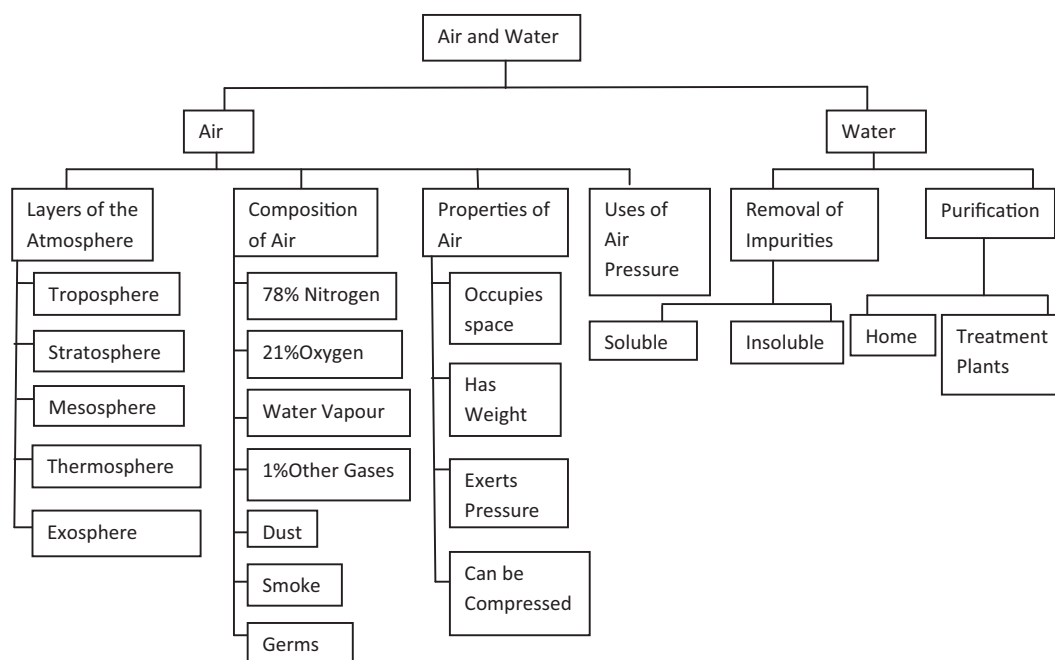 Air and Water
Air
Water
Layers of the
Atmosphere
Troposphere
Stratosphere
Mesosphere
Thermosphere
Exosphere
Composition
of Air
78% Nitrogen
21%Oxygen
Water Vapour
1%Other Gases
Dust
Smoke
Germs
Properties of
Air
Occupies
space
Has
Weight
Exerts
Pressure
Can be
Compressed
Uses of
Air
Pressure
Removal of
Impurities
Soluble
Insoluble
Purification
Home
Treatment
Plants